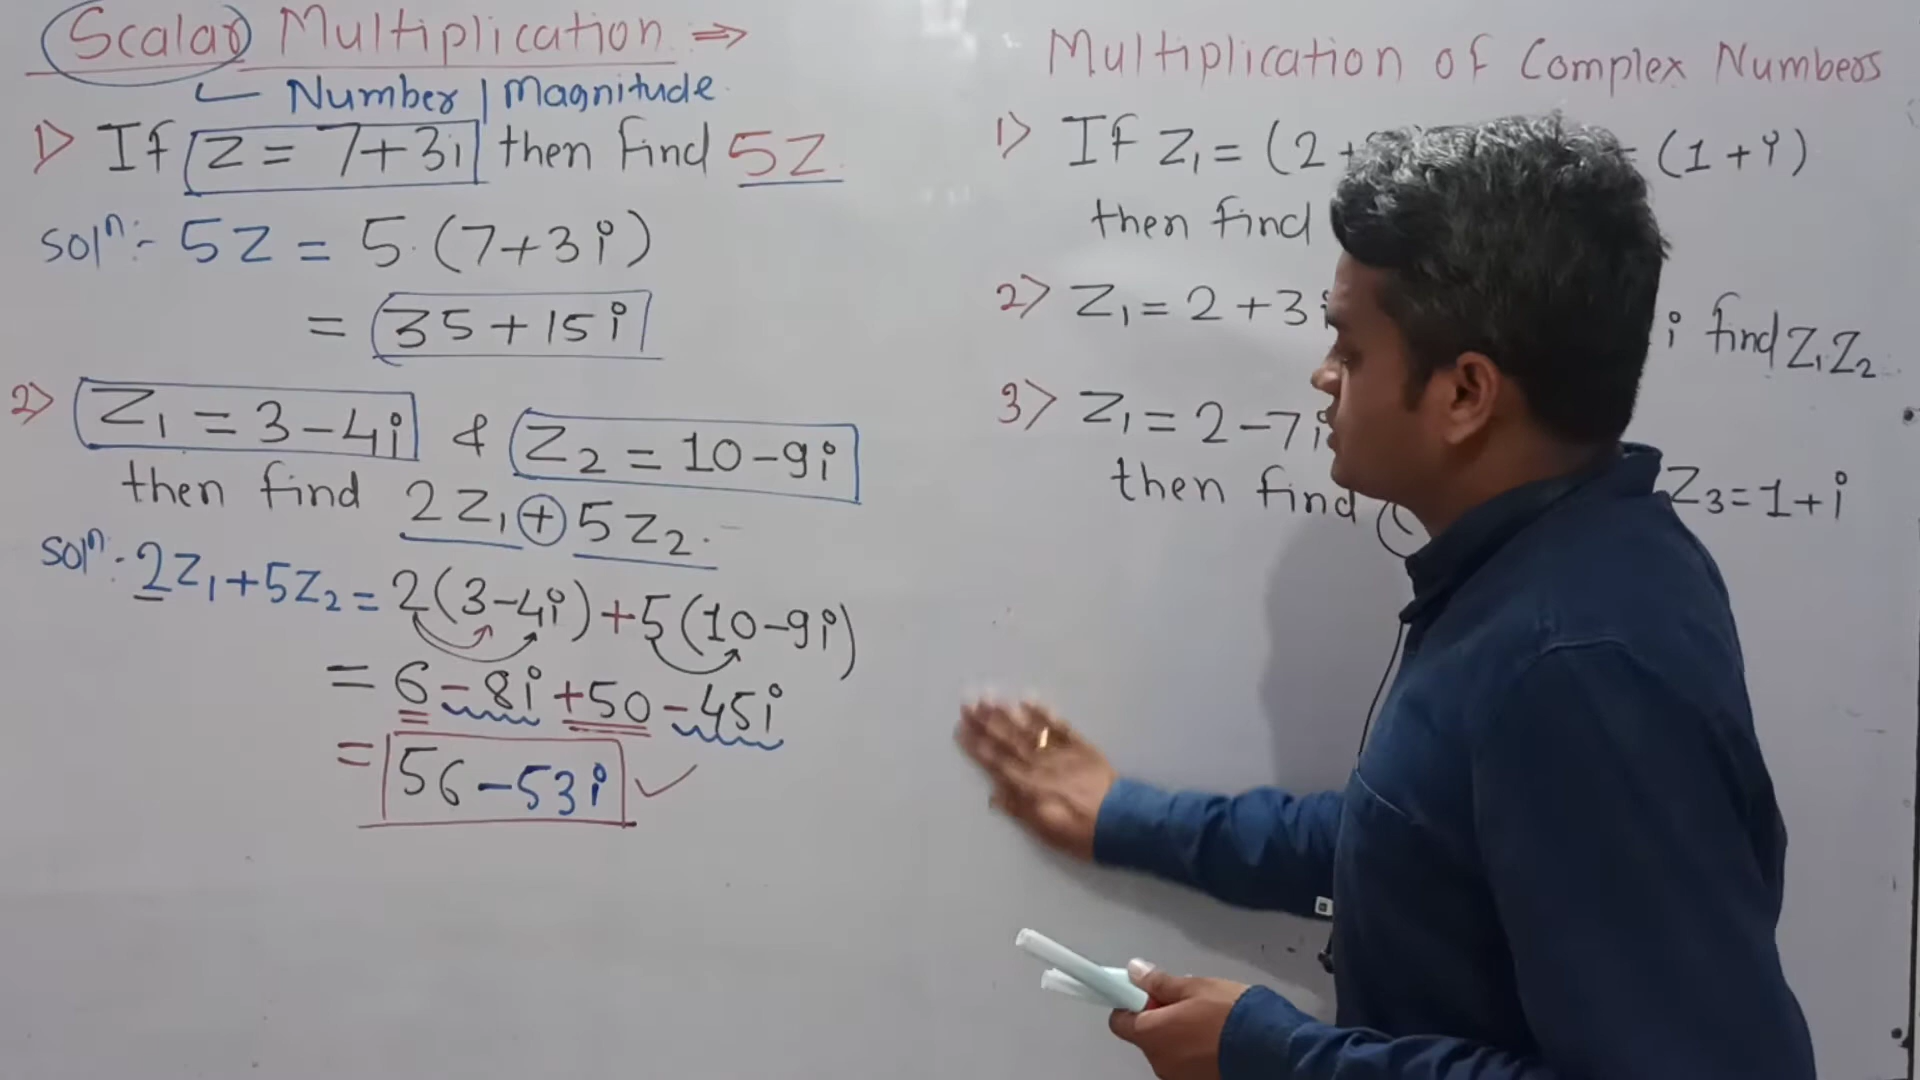 Scalar Multiplication ⇒
Number | Magnitude
1> If z = 7+3i then find 5z
solⁿ:- 5z = 5·(7+3i)
= 35+15i
2> Z₁ = 3-4i & Z₂ = 10-9i
then find 2Z₁+5Z₂.
solⁿ:- 2Z₁+5Z₂ = 2(3-4i)+5(10-9i)
= 6-8i+50-45i
= 56-53i ✓
Multiplication of Complex Numbers
1> If Z₁ = (2+ = (1+i)
then find
2> Z₁ = 2+3i i find Z₁Z₂
3> Z₁ = 2-7i Z₃=1+i
then find